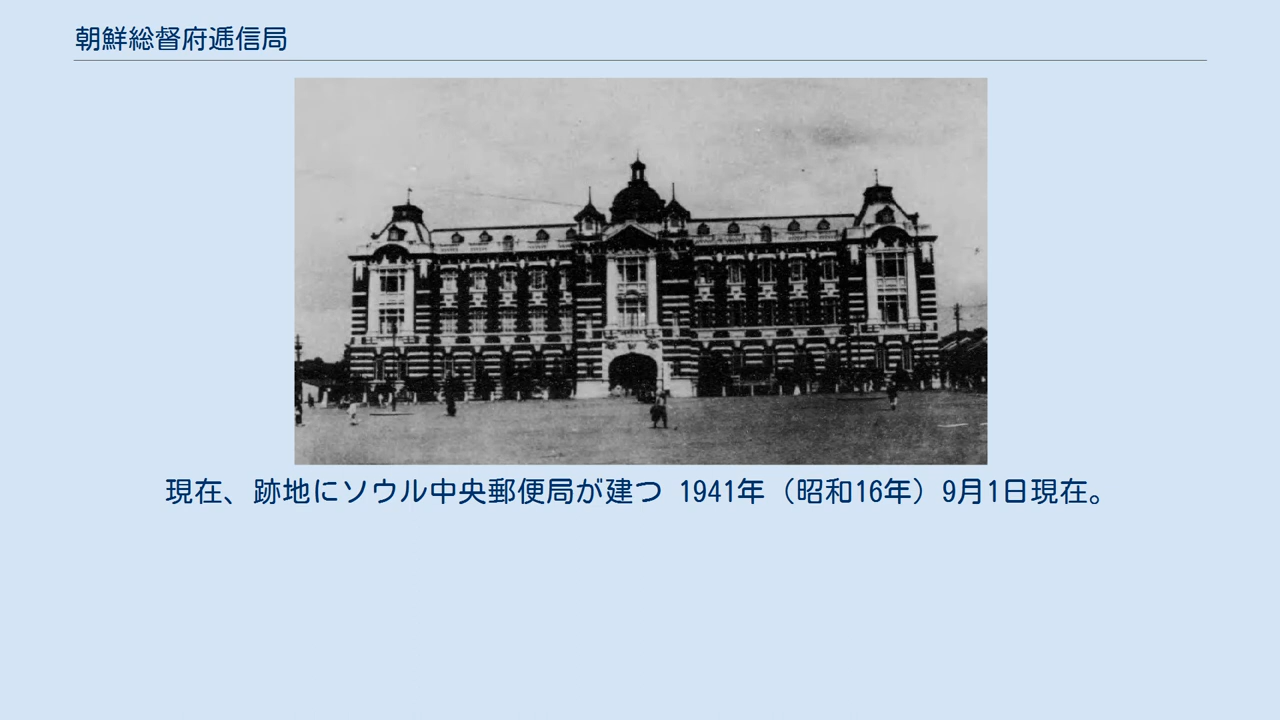 朝鮮総督府逓信局
現在、跡地にソウル中央郵便局が建つ 1941年（昭和16年）9月1日現在。